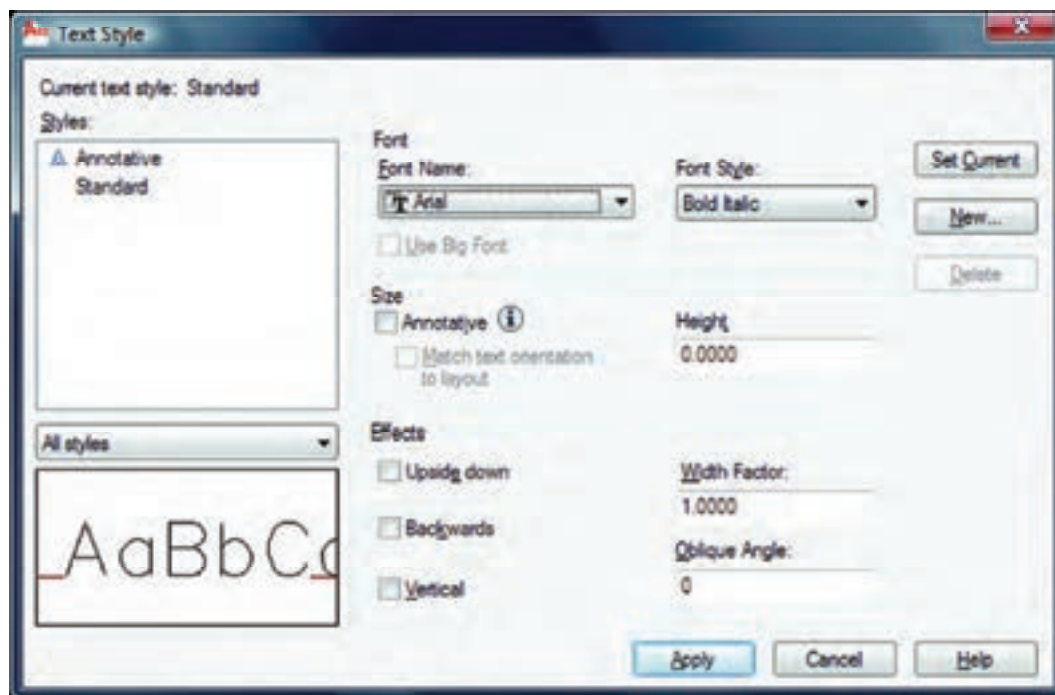 Text Style
Current text style: Standard
Styles:
Annotative
Standard
All styles
AaBbCc
Font
Font Name:
Arial
Use Big Font
Font Style:
Bold Italic
Size
Annotative
Match text orientation
to layout
Height
0.0000
Effects
Upside down
Backwards
Vertical
Width Factor:
1.0000
Oblique Angle:
0
Set Current
New...
Delete
Apply
Cancel
Help